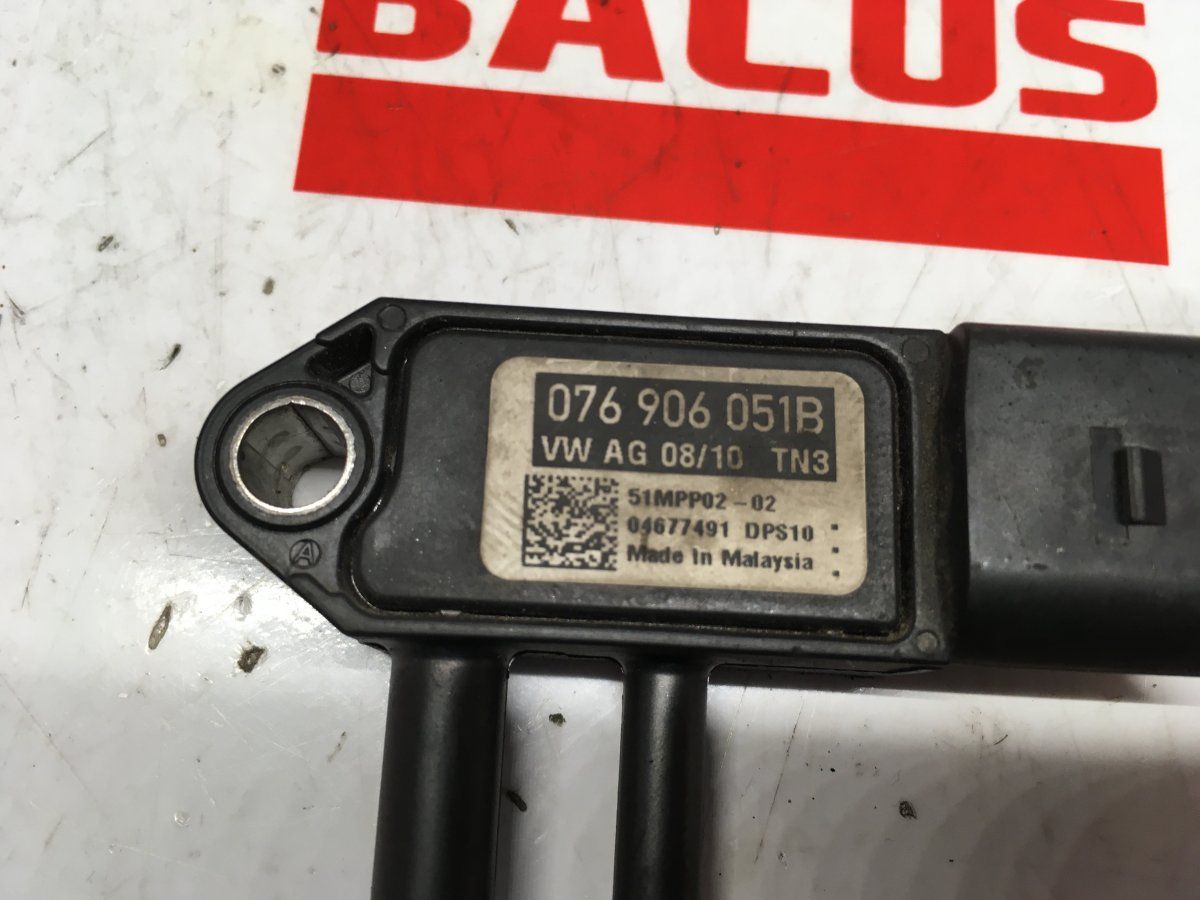 BALUS
076 906 051B
VW AG 08/10 TN3
51MPP02-02
04677491 DPS10
Made in Malaysia
A